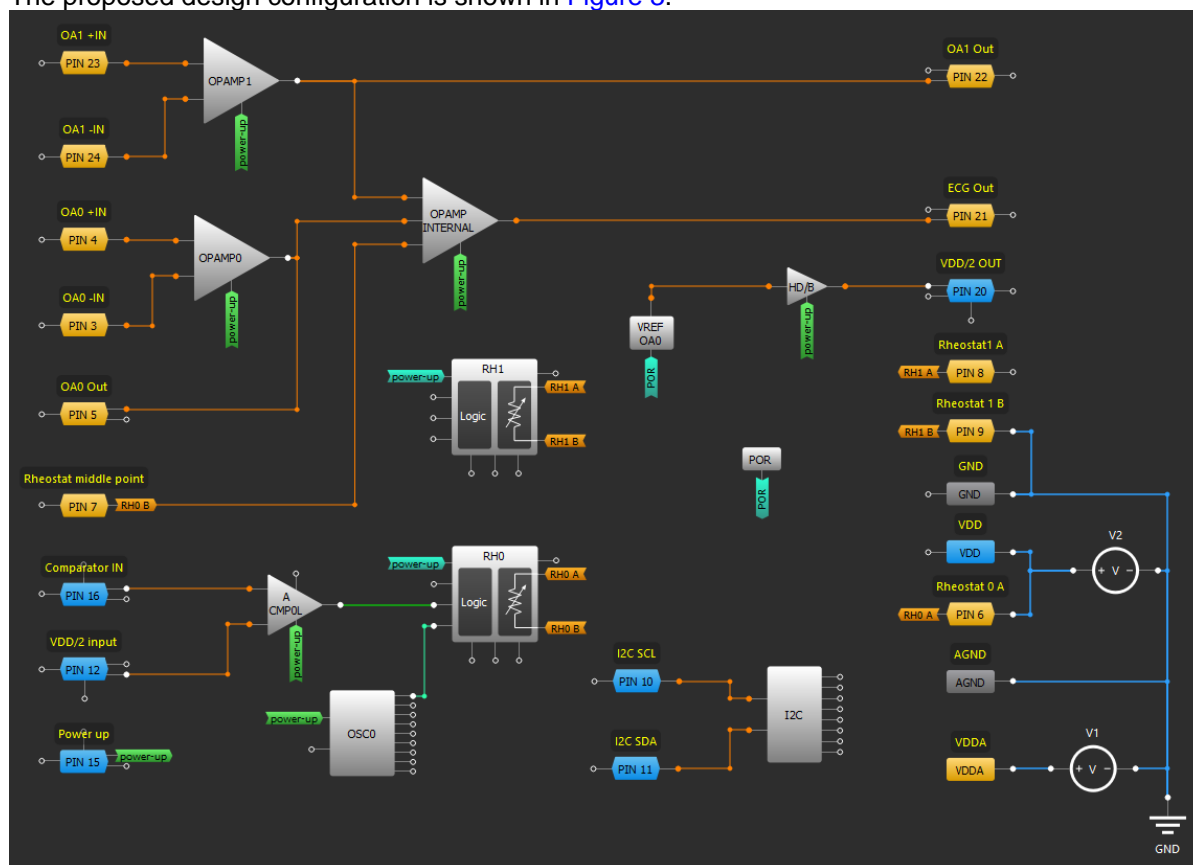 The proposed design configuration is shown in Figure 3.
OA1 +IN
PIN 23
OPAMP1
power-up
OA1 -IN
PIN 24
OA1 Out
PIN 22
OA0 +IN
PIN 4
OPAMP0
power-up
OA0 -IN
PIN 3
OPAMP
INTERNAL
power-up
ECG Out
PIN 21
VDD/2 OUT
PIN 20
HD/B
power-up
VREF
OA0
POR
OA0 Out
PIN 5
power-up
RH1
Logic
RH1 A
RH1 B
Rheostat1 A
RH1 A
PIN 8
Rheostat 1 B
RH1 B
PIN 9
POR
POR
GND
GND
Rheostat middle point
PIN 7
RH0 B
VDD
VDD
V2
+ V -
Rheostat 0 A
RH0 A
PIN 6
Comparator IN
PIN 16
A
CMP0L
power-up
power-up
RH0
Logic
RH0 A
RH0 B
VDD/2 input
PIN 12
Power up
PIN 15
power-up
power-up
OSC0
I2C SCL
PIN 10
I2C
I2C SDA
PIN 11
AGND
AGND
VDDA
VDDA
V1
+ V -
GND